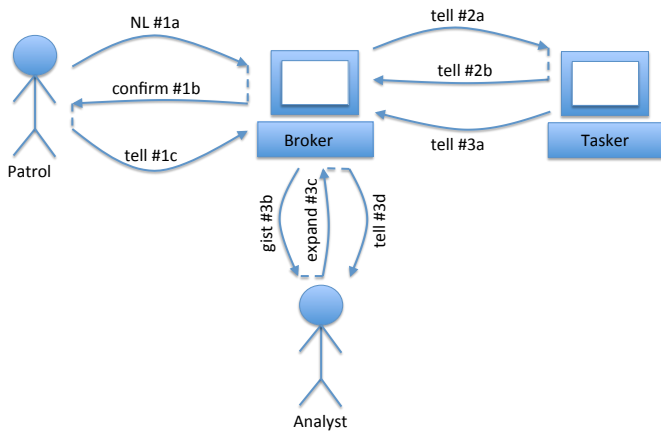 NL #1a
tell #2a
confirm #1b
tell #2b
Broker
Tasker
tell #1c
tell #3a
Patrol
gist #3b
expand #3c
tell #3d
Analyst